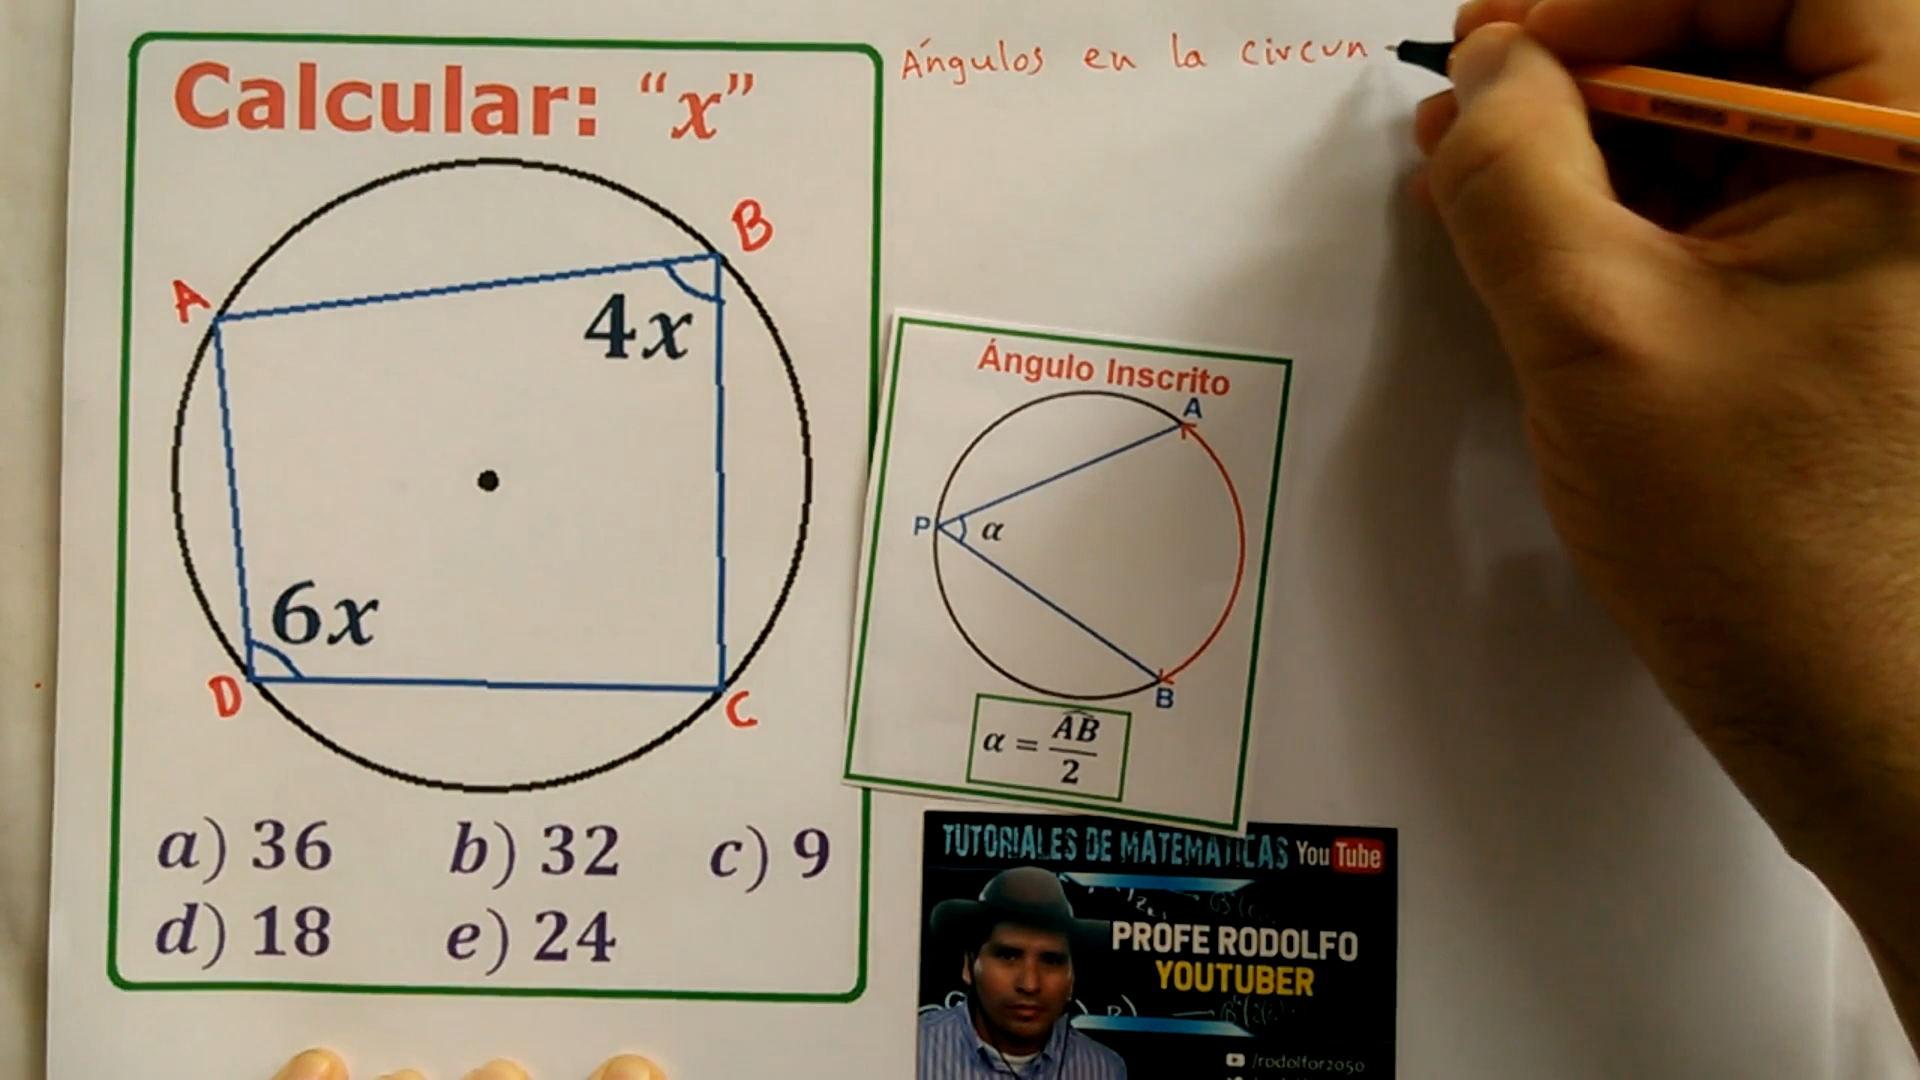 Calcular: “x”
Ángulos en la circun
A
B
4x
6x
D
C
a) 36
b) 32
c) 9
d) 18
e) 24
Ángulo Inscrito
A
P
α
B
α = AB/2
TUTORIALES DE MATEMATICAS YouTube
PROFE RODOLFO
YOUTUBER
/rodolfor2050